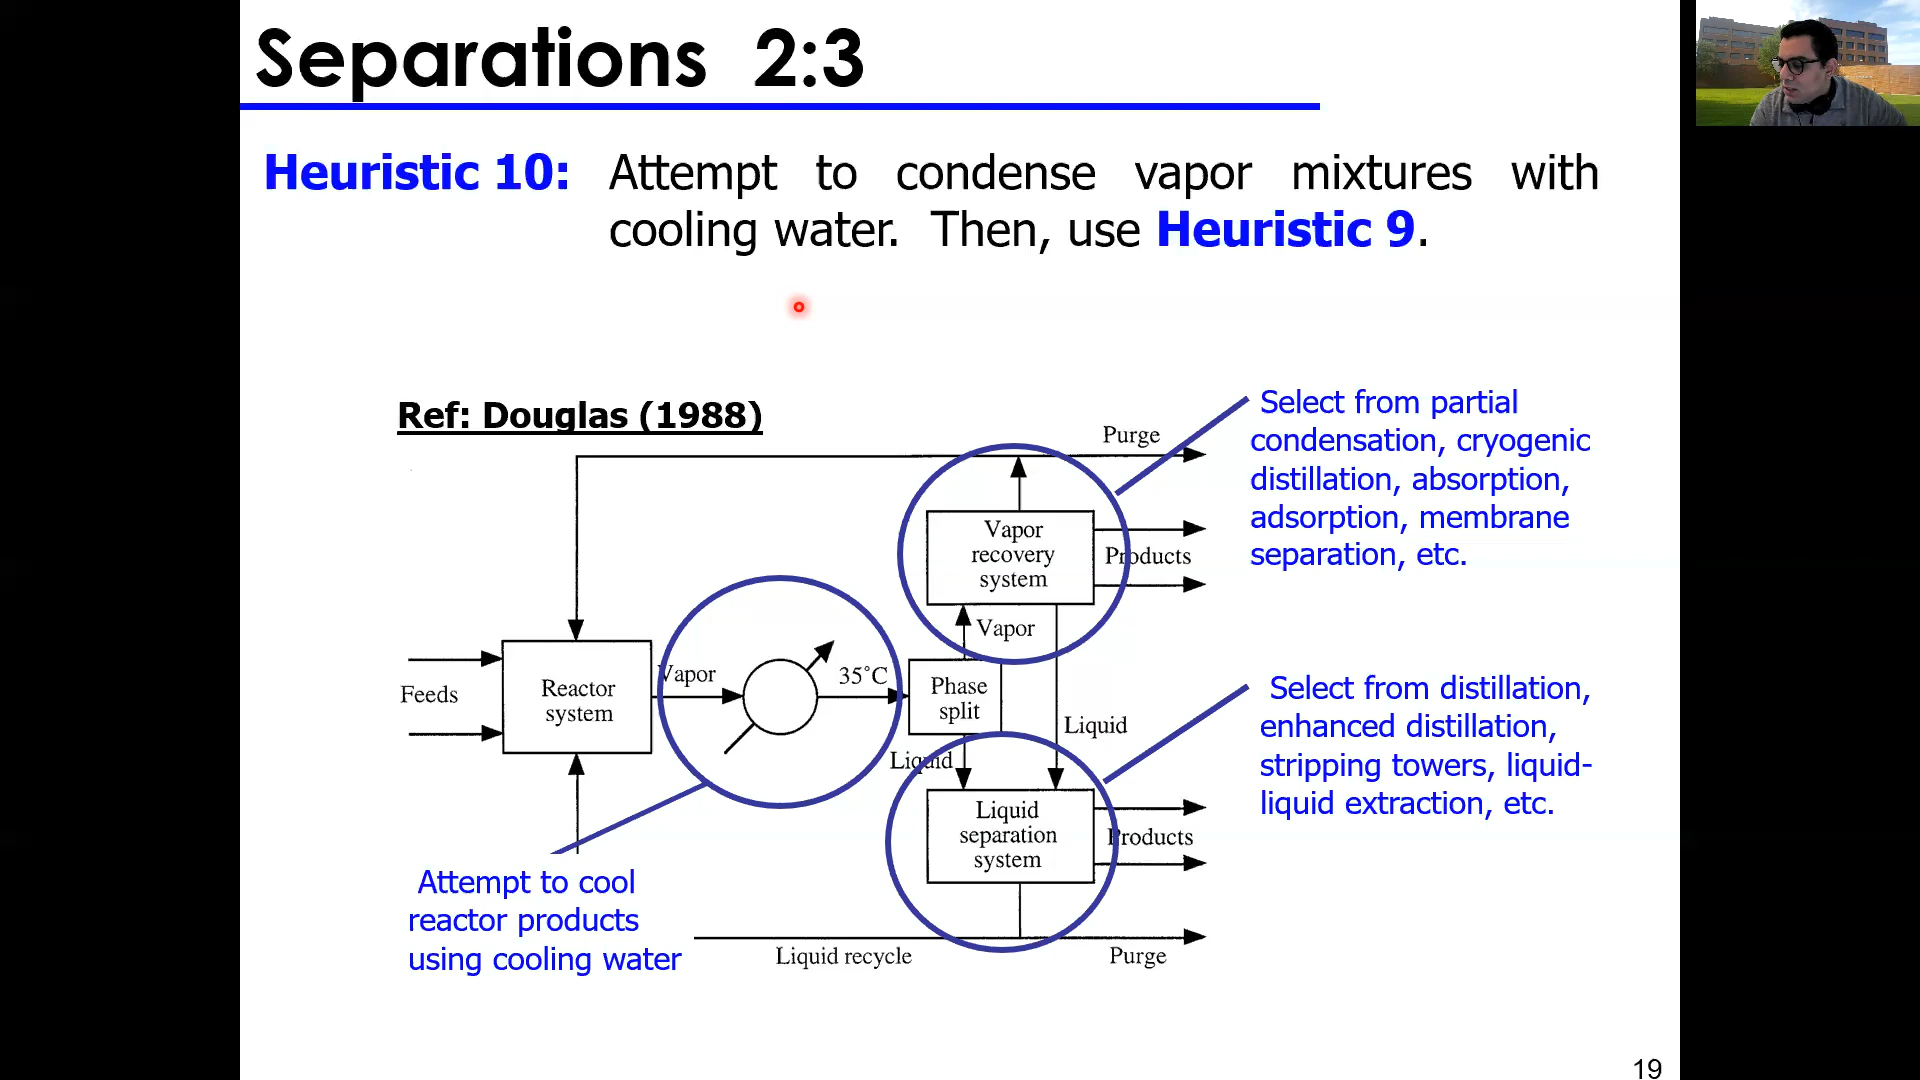 Separations 2:3
Heuristic 10: Attempt to condense vapor mixtures with
cooling water. Then, use Heuristic 9.
Ref: Douglas (1988)
Select from partial
condensation, cryogenic
distillation, absorption,
adsorption, membrane
separation, etc.
Purge
Vapor
recovery
system
Products
Vapor
Feeds
Reactor
system
Vapor
35°C
Phase
split
Liquid
Liquid
Select from distillation,
enhanced distillation,
stripping towers, liquid-
liquid extraction, etc.
Liquid
separation
system
Products
Attempt to cool
reactor products
using cooling water
Liquid recycle
Purge
19